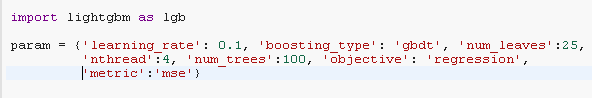 import lightgbm as lgb
param = {'learning_rate': 0.1, 'boosting_type': 'gbdt', 'num_leaves':25,
'nthread':4, 'num_trees':100, 'objective': 'regression',
'metric':'mse'}